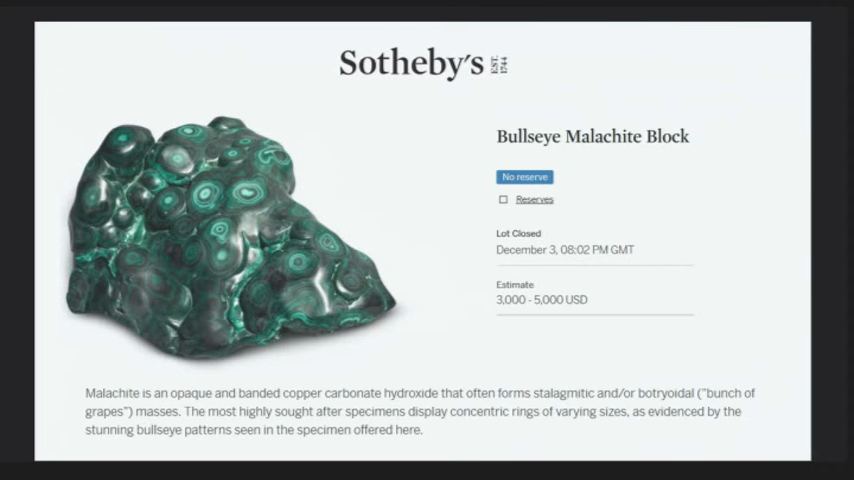 Sotheby's EST. 1744
Bullseye Malachite Block
No reserve
Reserves
Lot Closed
December 3, 08:02 PM GMT
Estimate
3,000 - 5,000 USD
Malachite is an opaque and banded copper carbonate hydroxide that often forms stalagmitic and/or botryoidal ("bunch of
grapes") masses. The most highly sought after specimens display concentric rings of varying sizes, as evidenced by the
stunning bullseye patterns seen in the specimen offered here.